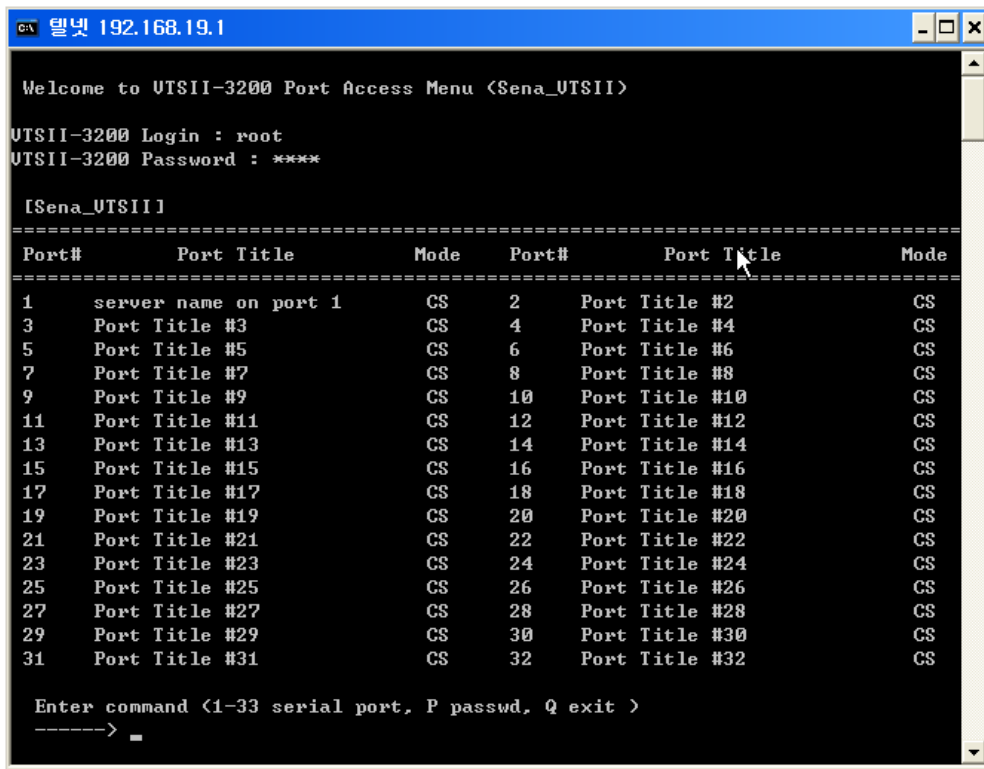 텔넷 192.168.19.1
Welcome to VTSII-3200 Port Access Menu (Sena_VTSII)
VTSII-3200 Login : root
VTSII-3200 Password : ****
[Sena_VTSII]
================================================================================
Port# Port Title Mode Port# Port Title Mode
================================================================================
1 server name on port 1 CS 2 Port Title #2 CS
3 Port Title #3 CS 4 Port Title #4 CS
5 Port Title #5 CS 6 Port Title #6 CS
7 Port Title #7 CS 8 Port Title #8 CS
9 Port Title #9 CS 10 Port Title #10 CS
11 Port Title #11 CS 12 Port Title #12 CS
13 Port Title #13 CS 14 Port Title #14 CS
15 Port Title #15 CS 16 Port Title #16 CS
17 Port Title #17 CS 18 Port Title #18 CS
19 Port Title #19 CS 20 Port Title #20 CS
21 Port Title #21 CS 22 Port Title #22 CS
23 Port Title #23 CS 24 Port Title #24 CS
25 Port Title #25 CS 26 Port Title #26 CS
27 Port Title #27 CS 28 Port Title #28 CS
29 Port Title #29 CS 30 Port Title #30 CS
31 Port Title #31 CS 32 Port Title #32 CS
Enter command (1-33 serial port, P passwd, Q exit )
------> _